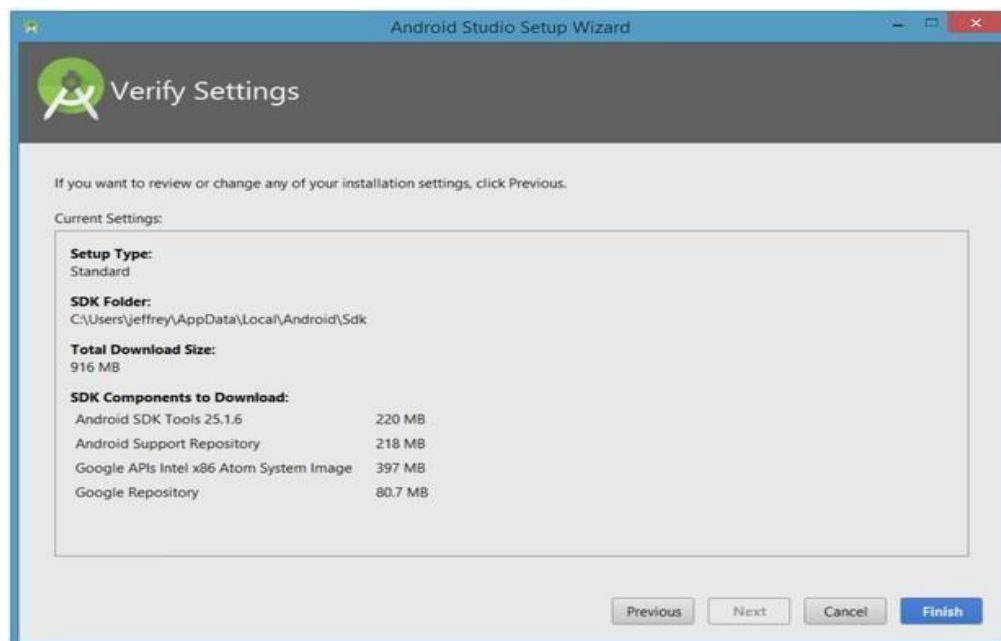 Android Studio Setup Wizard
Verify Settings
If you want to review or change any of your installation settings, click Previous.
Current Settings:
Setup Type:
Standard
SDK Folder:
C:\Users\jeffrey\AppData\Local\Android\Sdk
Total Download Size:
916 MB
SDK Components to Download:
Android SDK Tools 25.1.6 220 MB
Android Support Repository 218 MB
Google APIs Intel x86 Atom System Image 397 MB
Google Repository 80.7 MB
Previous Next Cancel Finish